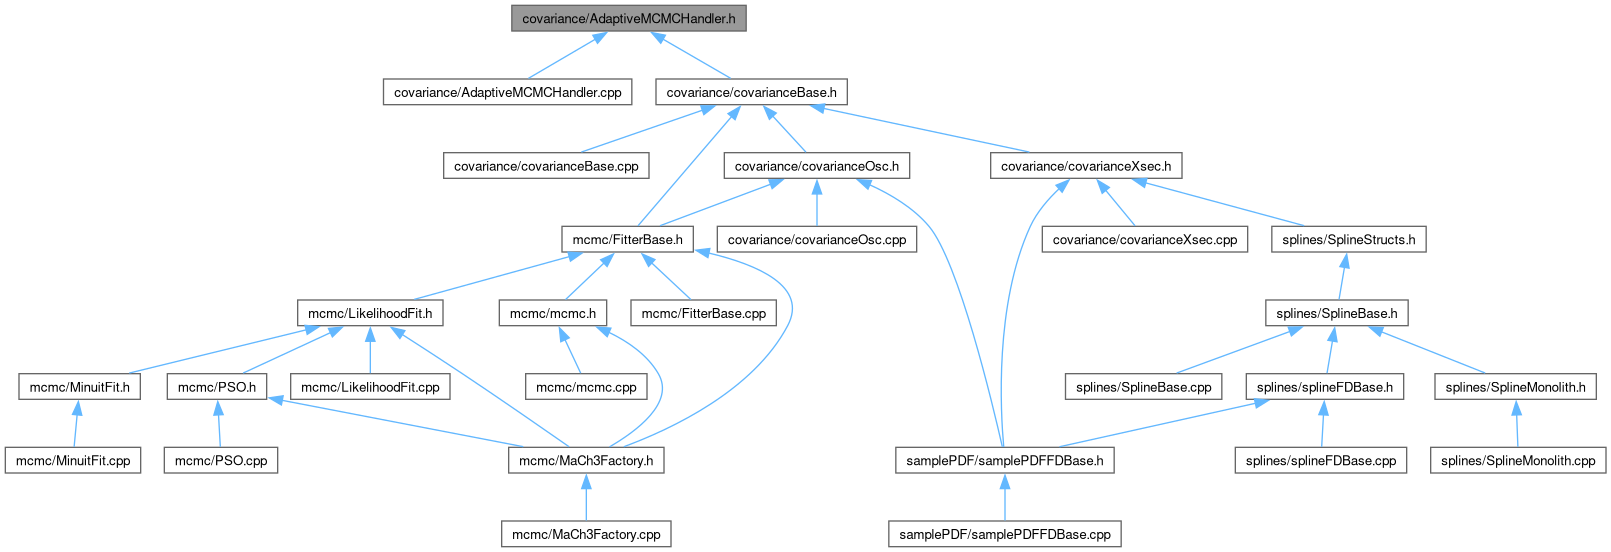 covariance/AdaptiveMCMCHandler.h
covariance/AdaptiveMCMCHandler.cpp
covariance/covarianceBase.h
covariance/covarianceBase.cpp
covariance/covarianceOsc.h
covariance/covarianceXsec.h
mcmc/FitterBase.h
covariance/covarianceOsc.cpp
covariance/covarianceXsec.cpp
splines/SplineStructs.h
mcmc/LikelihoodFit.h
mcmc/mcmc.h
mcmc/FitterBase.cpp
splines/SplineBase.h
mcmc/MinuitFit.h
mcmc/PSO.h
mcmc/LikelihoodFit.cpp
mcmc/mcmc.cpp
splines/SplineBase.cpp
splines/splineFDBase.h
splines/SplineMonolith.h
mcmc/MinuitFit.cpp
mcmc/PSO.cpp
mcmc/MaCh3Factory.h
samplePDF/samplePDFFDBase.h
splines/splineFDBase.cpp
splines/SplineMonolith.cpp
mcmc/MaCh3Factory.cpp
samplePDF/samplePDFFDBase.cpp